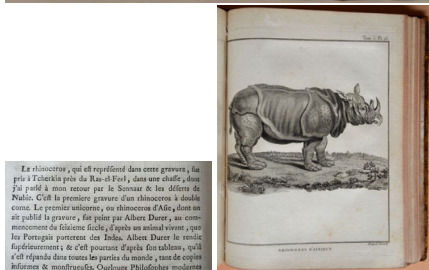 Le rhinoceros, qui est représenté dans cette gravure, fut
pris à Tcherkin près du Ras-el-Feel, dans une chasse, dont
j'ai parlé à mon retour par le Sennaar & les déserts de
Nubie. C'est la premiere gravure d'un rhinoceros à double
corne. Le premier unicorne, ou rhinoceros d'Asie, dont on
ait publié la gravure, fut peint par Albert Durer, au com-
mencement du seizieme siecle, d'après un animal vivant, que
les Portugais porterent des Indes. Albert Durer le rendit
supérieurement; & c'est pourtant d'après son tableau, qu'il
s'est répandu dans toutes les parties du monde, tant de copies
informes & monstrueuses. Quelques Philosophes modernes
RHINOCEROS D'AFRIQUE